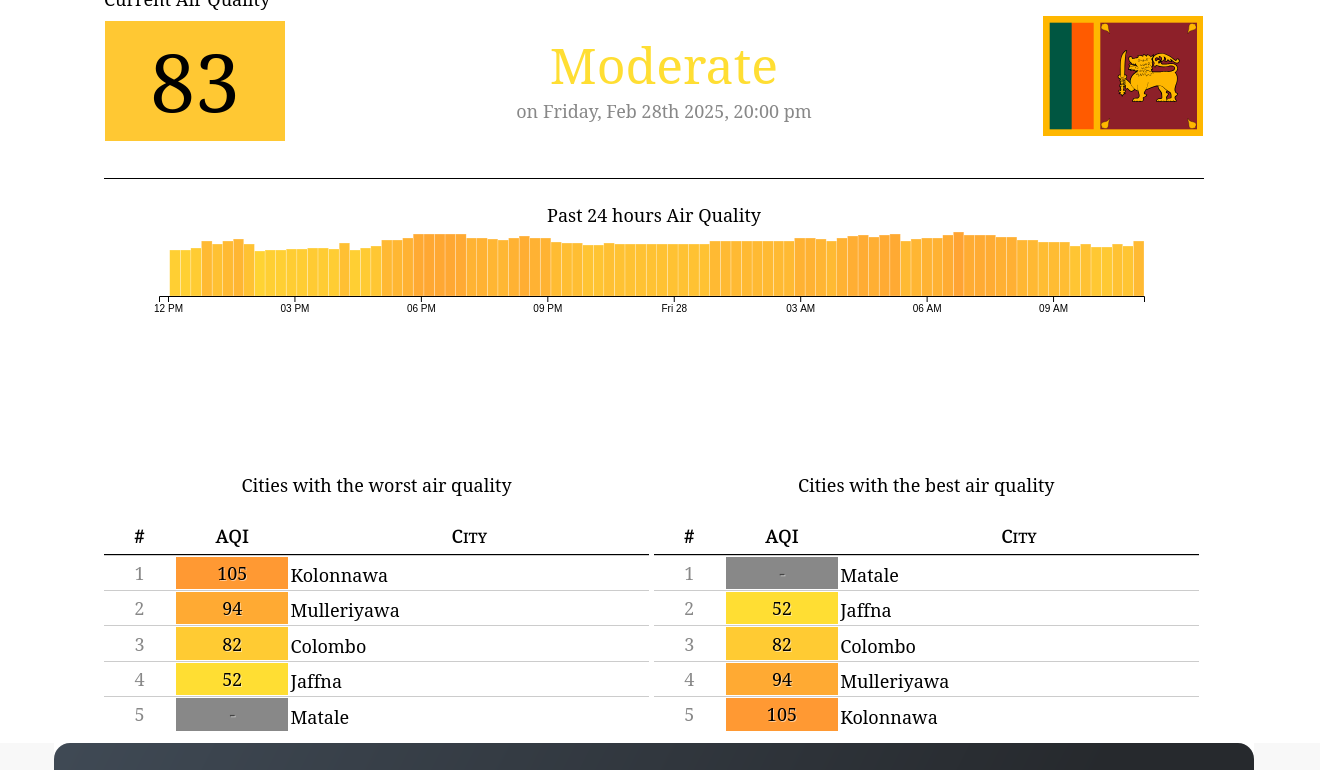 Current Air Quality
83
Moderate
on Friday, Feb 28th 2025, 20:00 pm
Past 24 hours Air Quality
12 PM 03 PM 06 PM 09 PM Fri 28 03 AM 06 AM 09 AM
Cities with the worst air quality
# AQI City
1 105 Kolonnawa
2 94 Mulleriyawa
3 82 Colombo
4 52 Jaffna
5 - Matale
Cities with the best air quality
# AQI City
1 - Matale
2 52 Jaffna
3 82 Colombo
4 94 Mulleriyawa
5 105 Kolonnawa